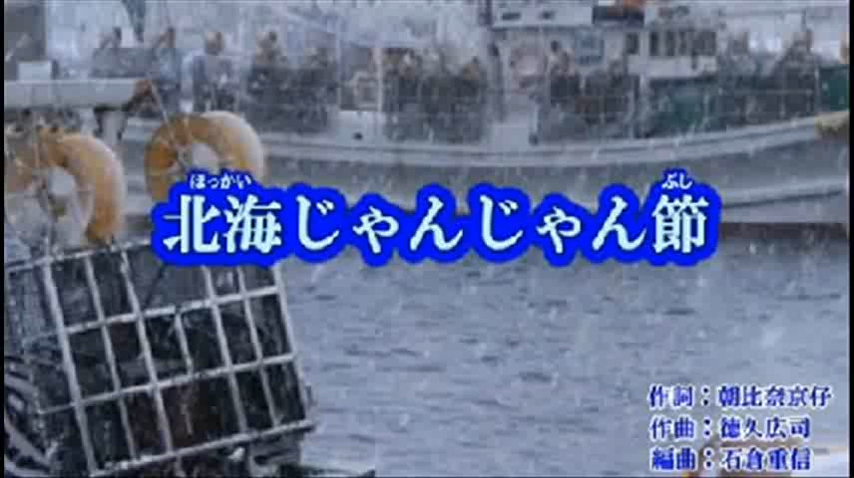 ほっかい ぶし
北海じゃんじゃん節
作詞：朝比奈京仔
作曲：徳久広司
編曲：石倉重信